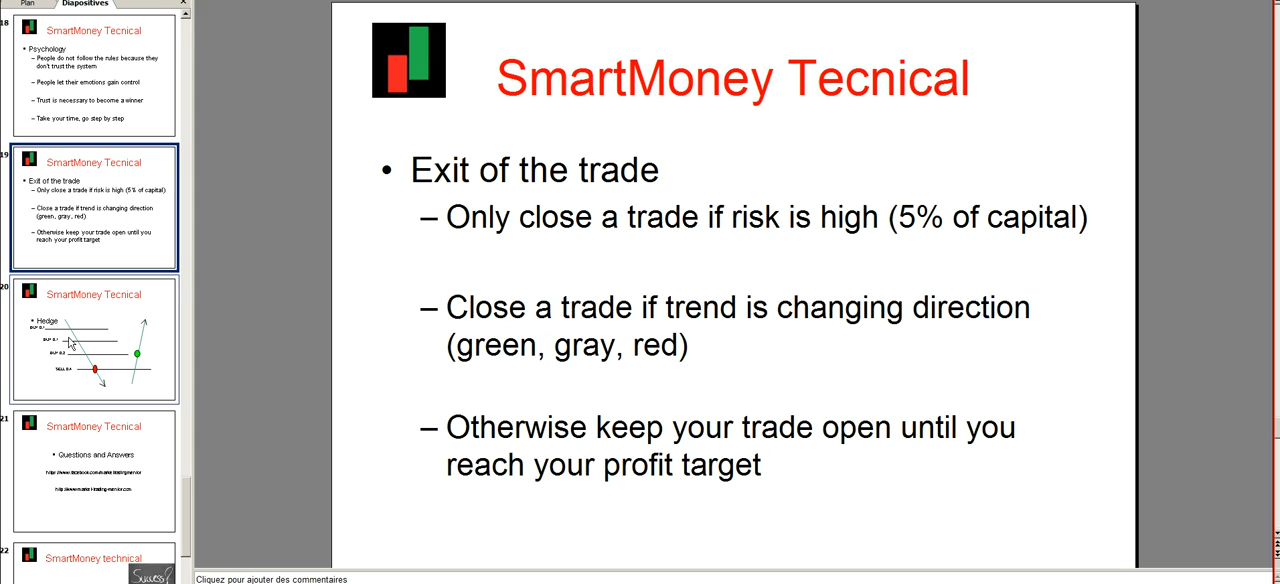 Plan
Diapositives
18
SmartMoney Tecnical
• Psychology
– People do not follow the rules because they
don't trust the system
– People let their emotions gain control
– Trust is necessary to become a winner
– Take your time, go step by step
19
SmartMoney Tecnical
• Exit of the trade
– Only close a trade if risk is high (5% of capital)
– Close a trade if trend is changing direction
(green, gray, red)
– Otherwise keep your trade open until you
reach your profit target
20
SmartMoney Tecnical
• Hedge
21
SmartMoney Tecnical
• Questions and Answers
22
SmartMoney technical
Success?
SmartMoney Tecnical
• Exit of the trade
– Only close a trade if risk is high (5% of capital)
– Close a trade if trend is changing direction
(green, gray, red)
– Otherwise keep your trade open until you
reach your profit target
Cliquez pour ajouter des commentaires